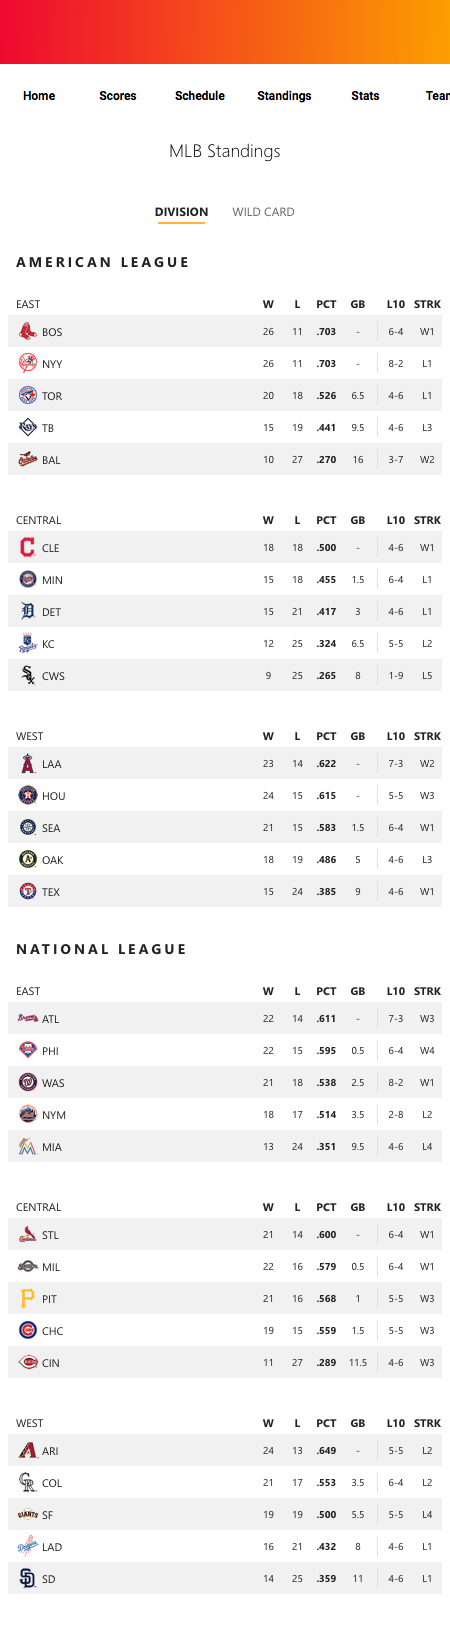 Home Scores Schedule Standings Stats Tear
MLB Standings
DIVISION WILD CARD
AMERICAN LEAGUE
EAST W L PCT GB L10 STRK
BOS 26 11 .703 - 6-4 W1
NYY 26 11 .703 - 8-2 L1
TOR 20 18 .526 6.5 4-6 L1
TB 15 19 .441 9.5 4-6 L3
BAL 10 27 .270 16 3-7 W2
CENTRAL W L PCT GB L10 STRK
CLE 18 18 .500 - 4-6 W1
MIN 15 18 .455 1.5 6-4 L1
DET 15 21 .417 3 4-6 L1
KC 12 25 .324 6.5 5-5 L2
CWS 9 25 .265 8 1-9 L5
WEST W L PCT GB L10 STRK
LAA 23 14 .622 - 7-3 W2
HOU 24 15 .615 - 5-5 W3
SEA 21 15 .583 1.5 6-4 W1
OAK 18 19 .486 5 4-6 L3
TEX 15 24 .385 9 4-6 W1
NATIONAL LEAGUE
EAST W L PCT GB L10 STRK
ATL 22 14 .611 - 7-3 W3
PHI 22 15 .595 0.5 6-4 W4
WAS 21 18 .538 2.5 8-2 W1
NYM 18 17 .514 3.5 2-8 L2
MIA 13 24 .351 9.5 4-6 L4
CENTRAL W L PCT GB L10 STRK
STL 21 14 .600 - 6-4 W1
MIL 22 16 .579 0.5 6-4 W1
PIT 21 16 .568 1 5-5 W3
CHC 19 15 .559 1.5 5-5 W3
CIN 11 27 .289 11.5 4-6 W3
WEST W L PCT GB L10 STRK
ARI 24 13 .649 - 5-5 L2
COL 21 17 .553 3.5 6-4 L2
SF 19 19 .500 5.5 5-5 L4
LAD 16 21 .432 8 4-6 L1
SD 14 25 .359 11 4-6 L1